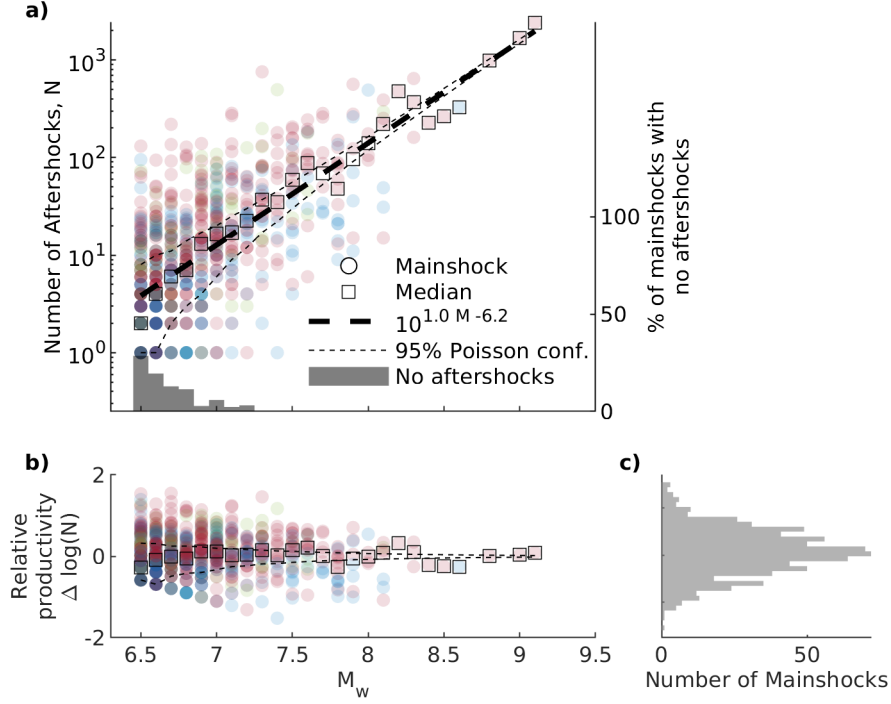 a)
Number of Aftershocks, N
10^3
10^2
10^1
10^0
Mainshock
Median
10^1.0 M -6.2
95% Poisson conf.
No aftershocks
100
50
0
% of mainshocks with
no aftershocks
b)
Relative
productivity
Δ log(N)
2
0
-2
6.5 7 7.5 8 8.5 9 9.5
M_w
c)
0 50
Number of Mainshocks